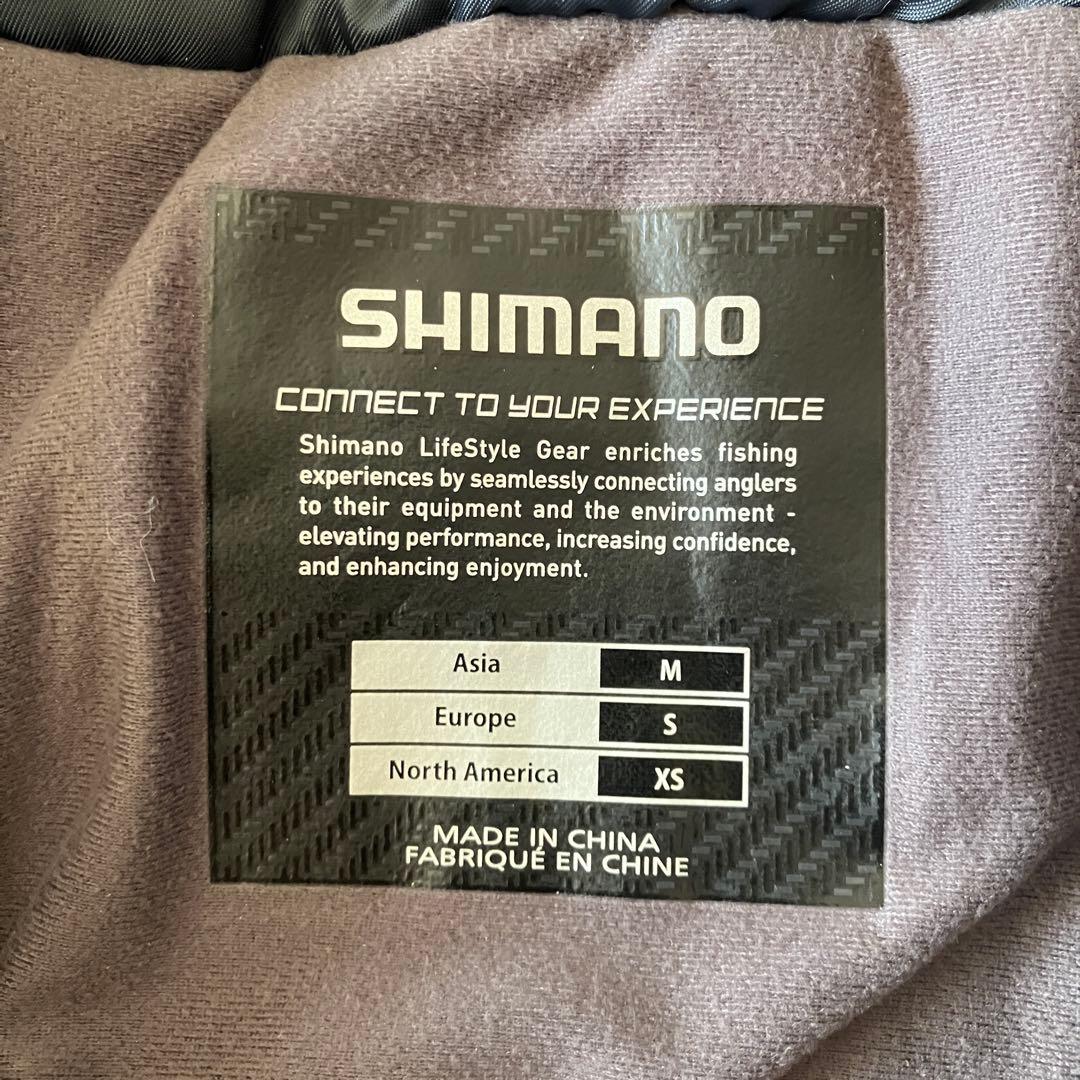 SHIMANO
CONNECT TO YOUR EXPERIENCE
Shimano LifeStyle Gear enriches fishing
experiences by seamlessly connecting anglers
to their equipment and the environment -
elevating performance, increasing confidence,
and enhancing enjoyment.
Asia M
Europe S
North America XS
MADE IN CHINA
FABRIQUÉ EN CHINE